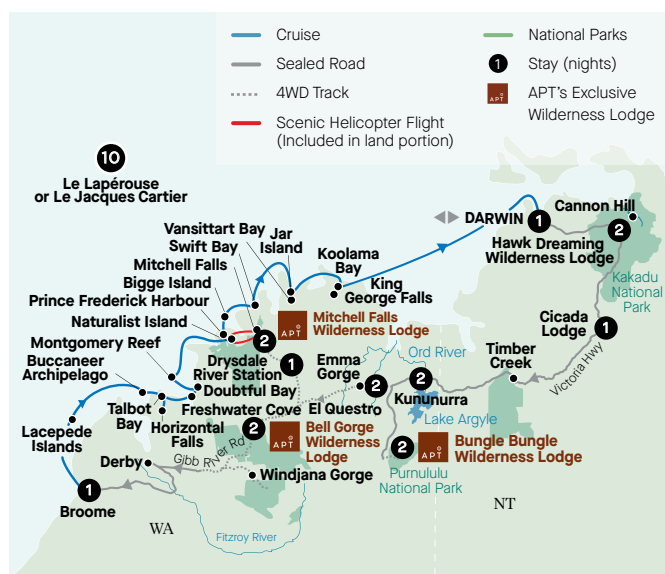 Cruise
Sealed Road
4WD Track
Scenic Helicopter Flight
(Included in land portion)
National Parks
1 Stay (nights)
APT
APT's Exclusive
Wilderness Lodge
10
Le Lapérouse
or Le Jacques Cartier
Vansittart Bay
Swift Bay
Mitchell Falls
Bigge Island
Prince Frederick Harbour
Naturalist Island
Montgomery Reef
Buccaneer
Archipelago
Jar
Island
Koolama
Bay
King
George Falls
DARWIN
1
Cannon Hill
2
Hawk Dreaming
Wilderness Lodge
Kakadu
National
Park
Cicada
Lodge
1
Victoria Hwy
Timber
Creek
APT
Mitchell Falls
Wilderness Lodge
2
Drysdale
River Station
1
Doubtful Bay
Freshwater Cove
Emma
Gorge
Ord River
2
El Questro
2
Kununurra
Lake Argyle
Lacepede
Islands
Talbot
Bay
Horizontal
Falls
2
APT
Bell Gorge
Wilderness
Lodge
2
APT
Bungle Bungle
Wilderness Lodge
Purnululu
National Park
Gibb River Rd
Derby
Windjana Gorge
1
Broome
WA
Fitzroy River
NT